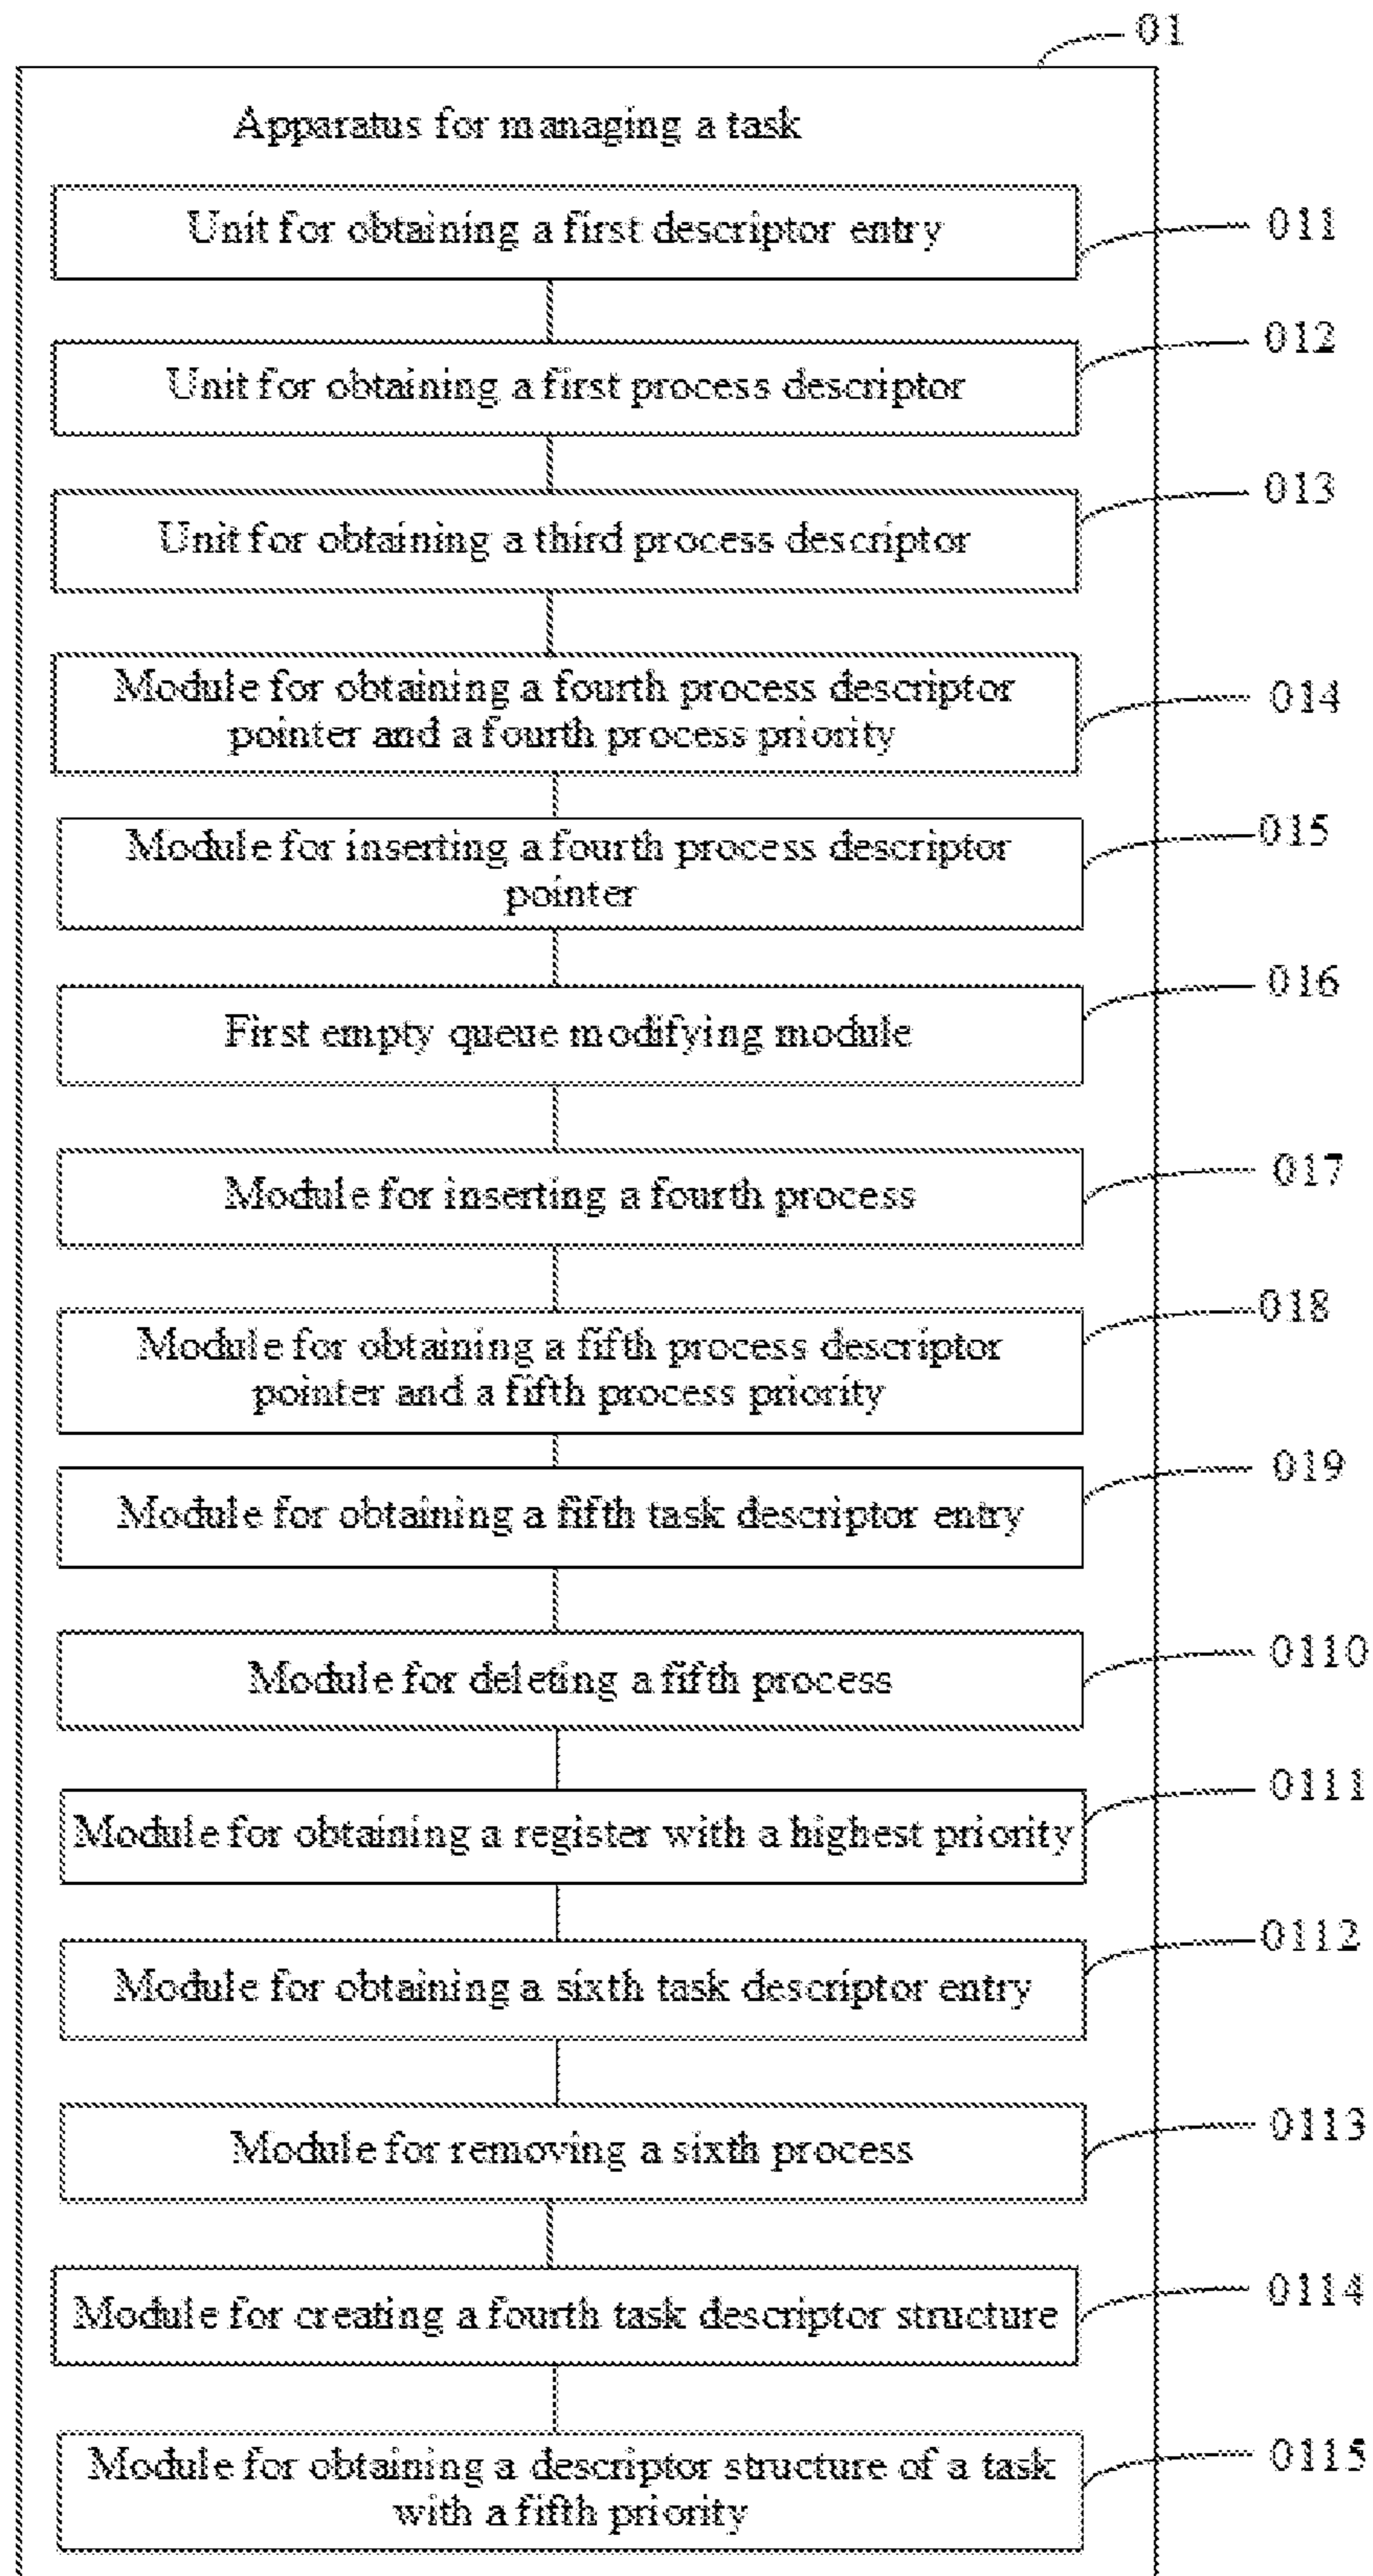 01
Apparatus for managing a task
Unit for obtaining a first descriptor entry
011
Unit for obtaining a first process descriptor
012
Unit for obtaining a third process descriptor
013
Module for obtaining a fourth process descriptor
pointer and a fourth process priority
014
Module for inserting a fourth process descriptor
pointer
015
First empty queue modifying module
016
Module for inserting a fourth process
017
Module for obtaining a fifth process descriptor
pointer and a fifth process priority
018
Module for obtaining a fifth task descriptor entry
019
Module for deleting a fifth process
0110
Module for obtaining a register with a highest priority
0111
Module for obtaining a sixth task descriptor entry
0112
Module for removing a sixth process
0113
Module for creating a fourth task descriptor structure
0114
Module for obtaining a descriptor structure of a task
with a fifth priority
0115